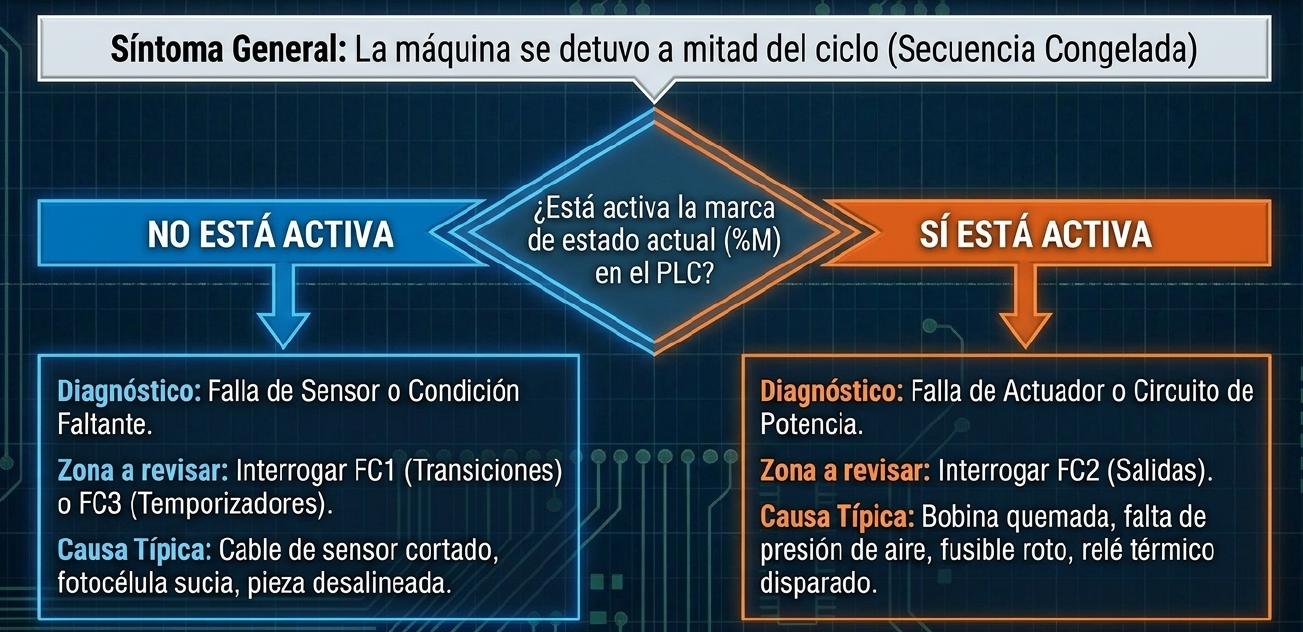 Síntoma General: La máquina se detuvo a mitad del ciclo (Secuencia Congelada)
¿Está activa la marca
de estado actual (%M)
en el PLC?
NO ESTÁ ACTIVA
SÍ ESTÁ ACTIVA
Diagnóstico: Falla de Sensor o Condición
Faltante.
Zona a revisar: Interrogar FC1 (Transiciones)
o FC3 (Temporizadores).
Causa Típica: Cable de sensor cortado,
fotocélula sucia, pieza desalineada.
Diagnóstico: Falla de Actuador o Circuito de
Potencia.
Zona a revisar: Interrogar FC2 (Salidas).
Causa Típica: Bobina quemada, falta de
presión de aire, fusible roto, relé térmico
disparado.